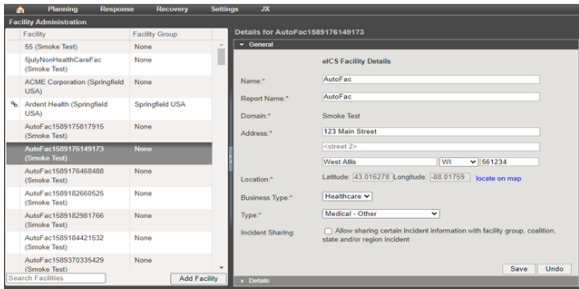 Planning Response Recovery Settings JX
Facility Administration
Facility Facility Group
55 (Smoke Test) None
5julyNonHealthCareFac None
(Smoke Test)
ACME Corporation (Springfield None
USA)
Ardent Health (Springfield Springfield USA
USA)
AutoFac1589175817915 None
(Smoke Test)
AutoFac1589176149173 None
(Smoke Test)
AutoFac1589176468488 None
(Smoke Test)
AutoFac1589182660525 None
(Smoke Test)
AutoFac1589182981766 None
(Smoke Test)
AutoFac1589184421532 None
(Smoke Test)
AutoFac1589370335429 None
(Smoke Test)
Search Facilities Add Facility
Details for AutoFac1589176149173
General
eICS Facility Details
Name:* AutoFac
Report Name:* AutoFac
Domain:* Smoke Test
Address:* 123 Main Street
<street 2>
West Allis WI 561234
Location:* Latitude: 43.016278 Longitude: -88.01759 locate on map
Business Type:* Healthcare
Type:* Medical - Other
Incident Sharing: Allow sharing certain incident information with facility group, coalition,
state and/or region incident
Save Undo
Details